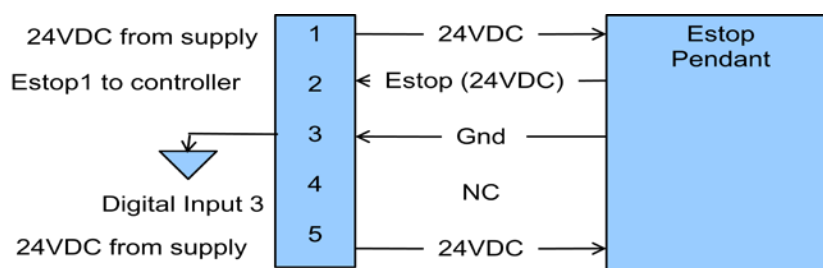 24VDC from supply
1
24VDC
Estop
Pendant
Estop1 to controller
2
Estop (24VDC)
3
Gnd
Digital Input 3
4
NC
24VDC from supply
5
24VDC